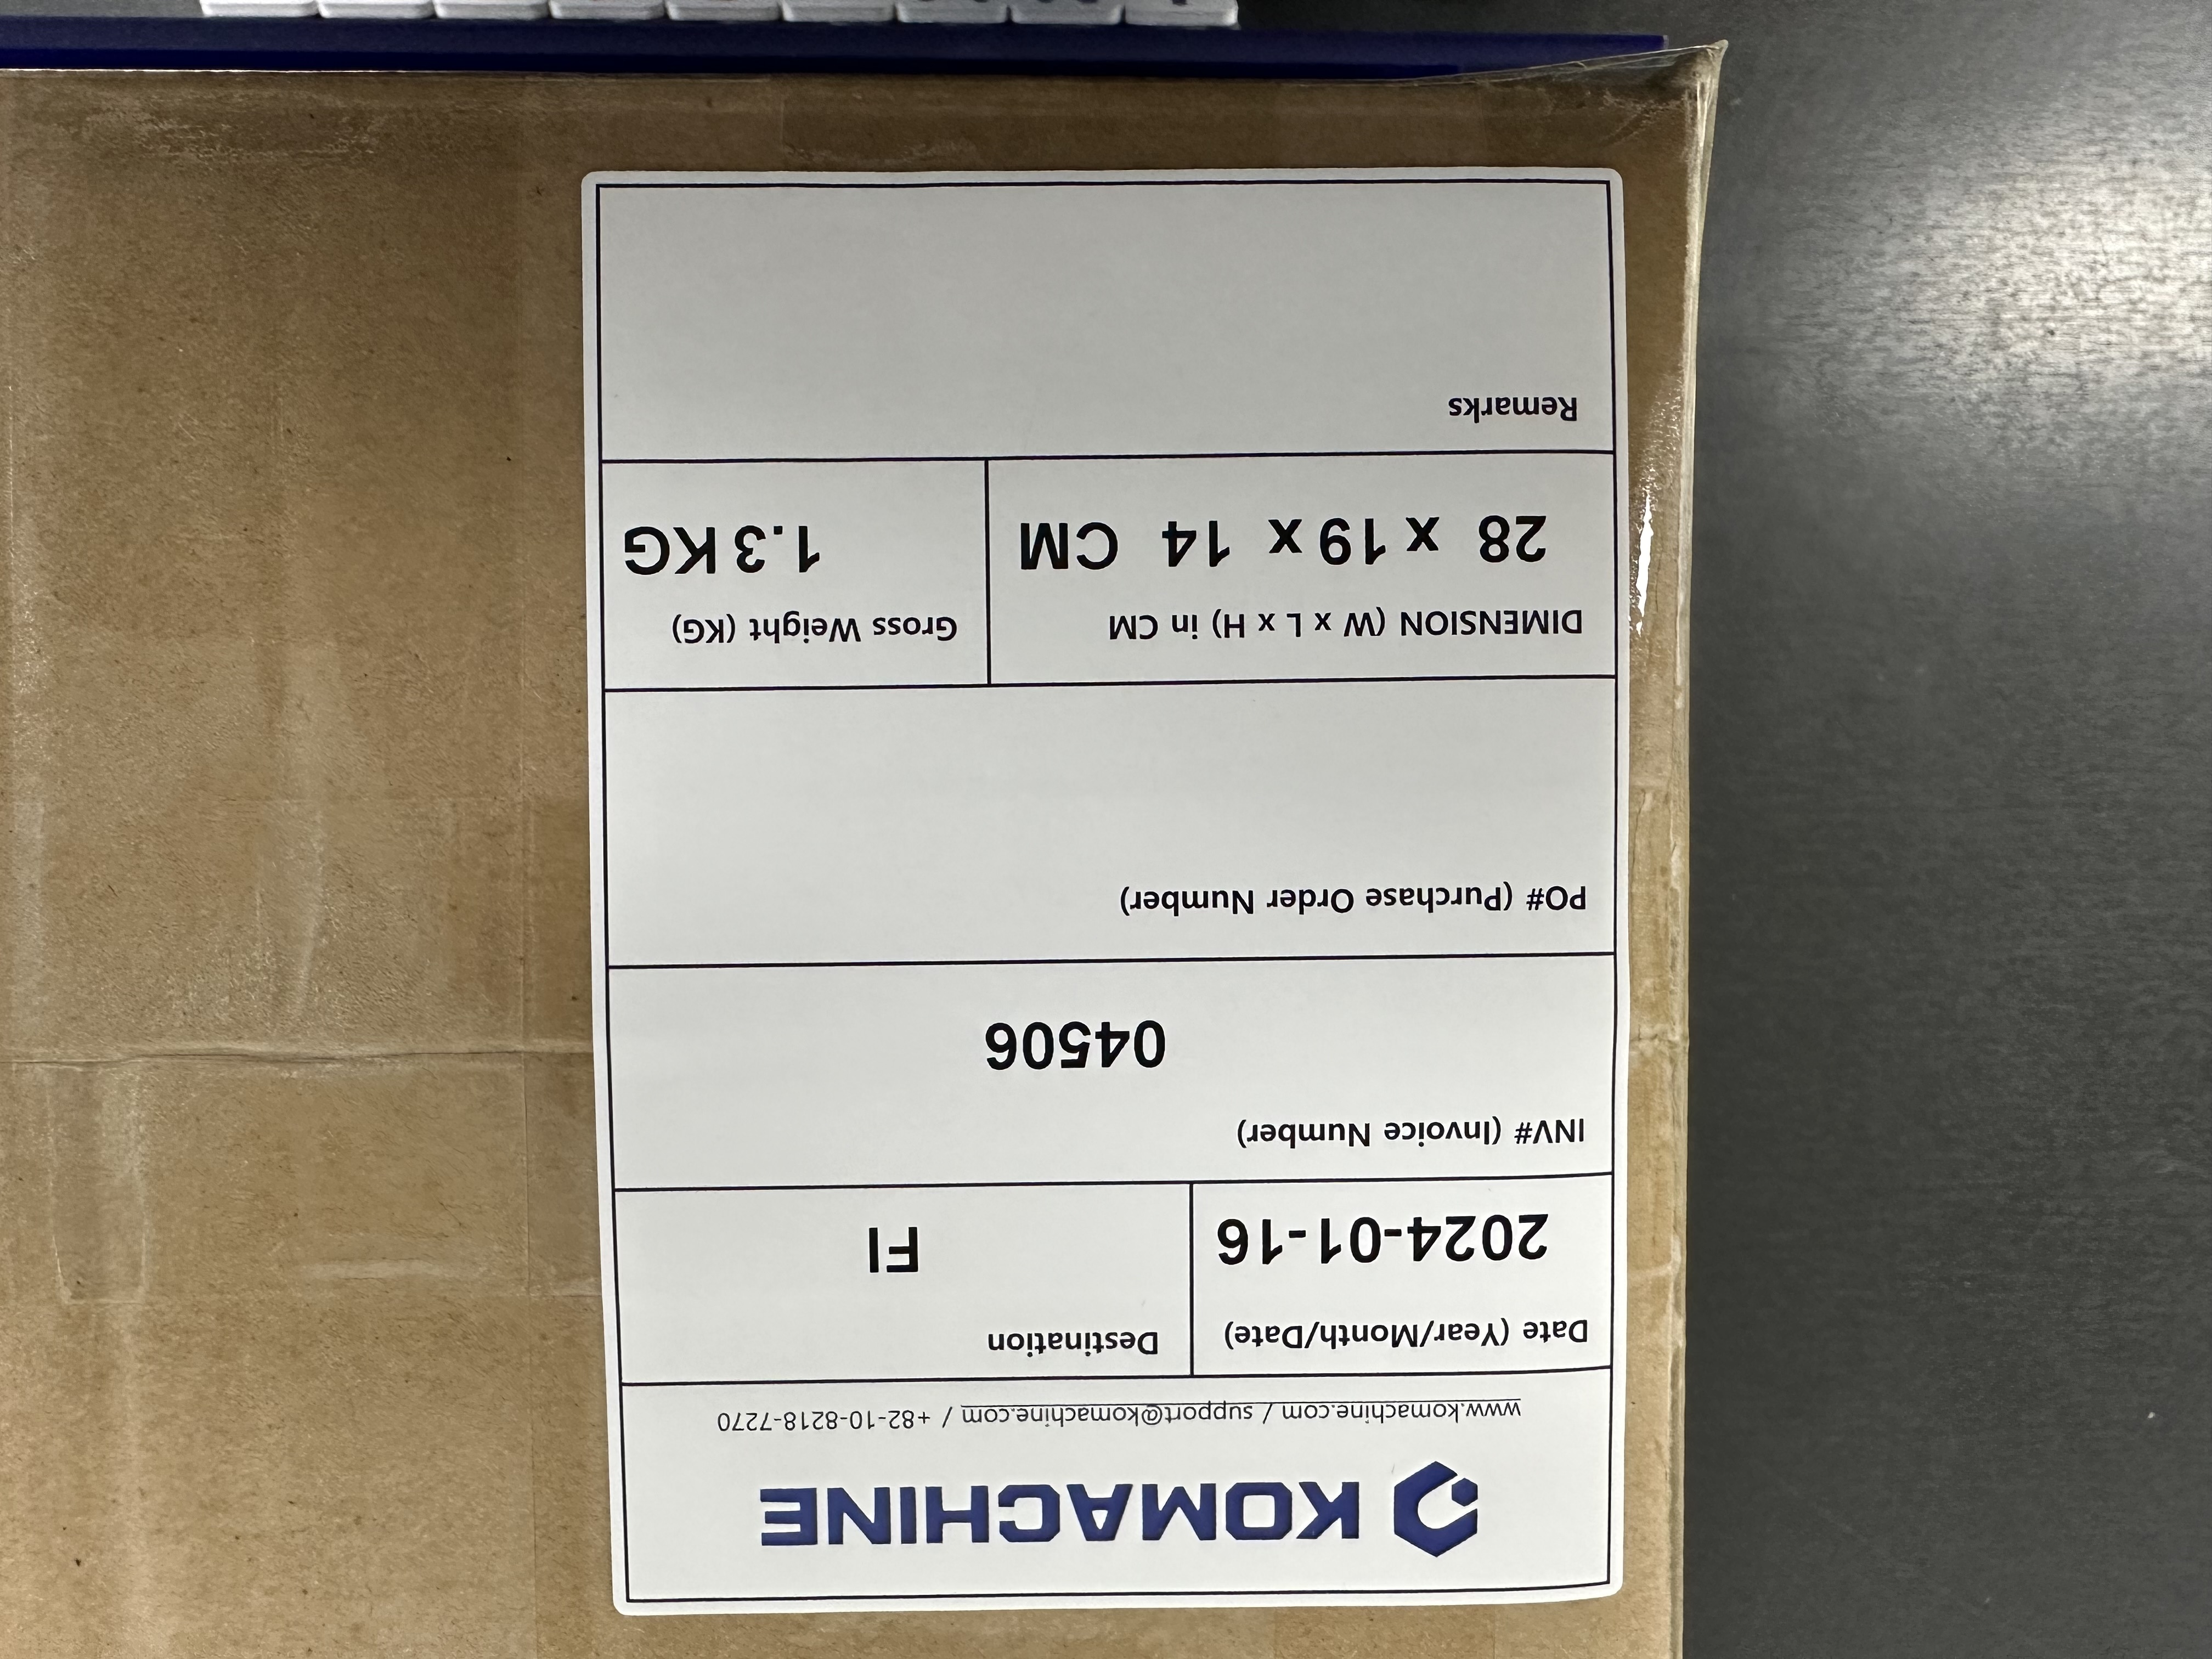 KOMACHINE
www.komachine.com / support@komachine.com / +82-10-8218-7270
Date (Year/Month/Date)
2024-01-16
Destination
FI
INV# (Invoice Number)
04506
PO# (Purchase Order Number)
DIMENSION (W x L x H) in CM
28 x 19 x 14 CM
Gross Weight (KG)
1.3 KG
Remarks